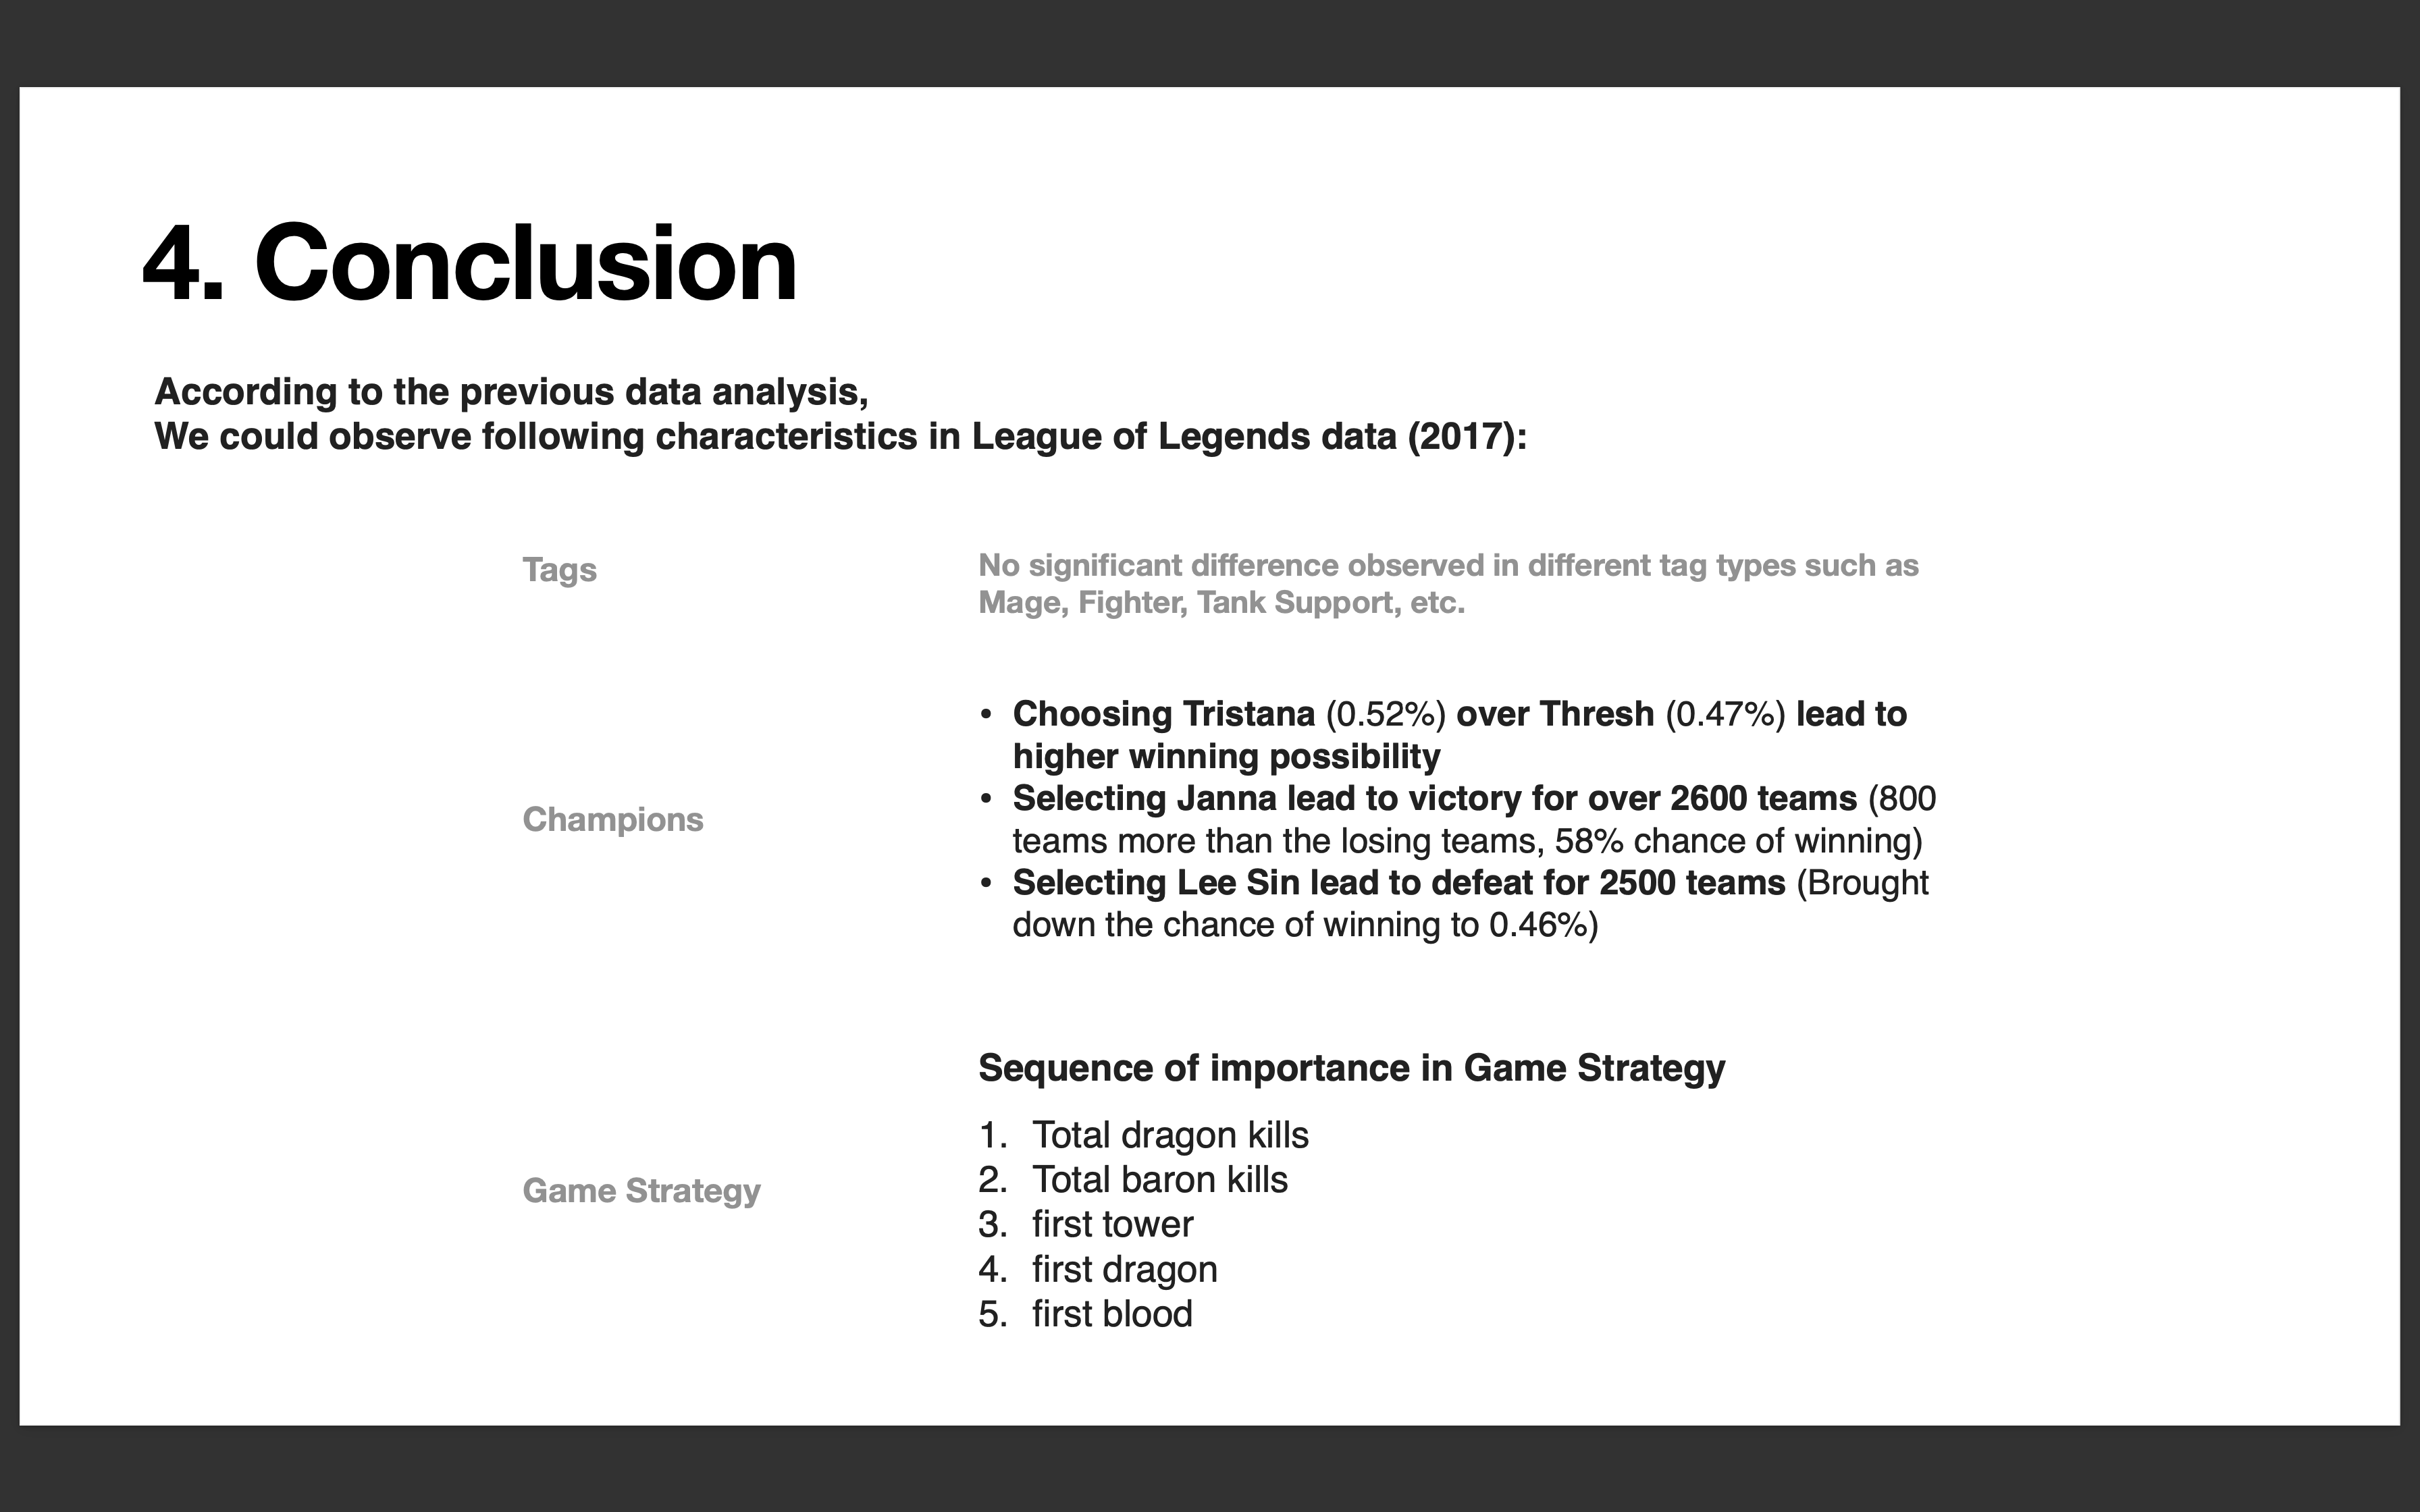 4. Conclusion
According to the previous data analysis,
We could observe following characteristics in League of Legends data (2017):
Tags
No significant difference observed in different tag types such as
Mage, Fighter, Tank Support, etc.
Champions
• Choosing Tristana (0.52%) over Thresh (0.47%) lead to
higher winning possibility
• Selecting Janna lead to victory for over 2600 teams (800
teams more than the losing teams, 58% chance of winning)
• Selecting Lee Sin lead to defeat for 2500 teams (Brought
down the chance of winning to 0.46%)
Game Strategy
Sequence of importance in Game Strategy
1. Total dragon kills
2. Total baron kills
3. first tower
4. first dragon
5. first blood